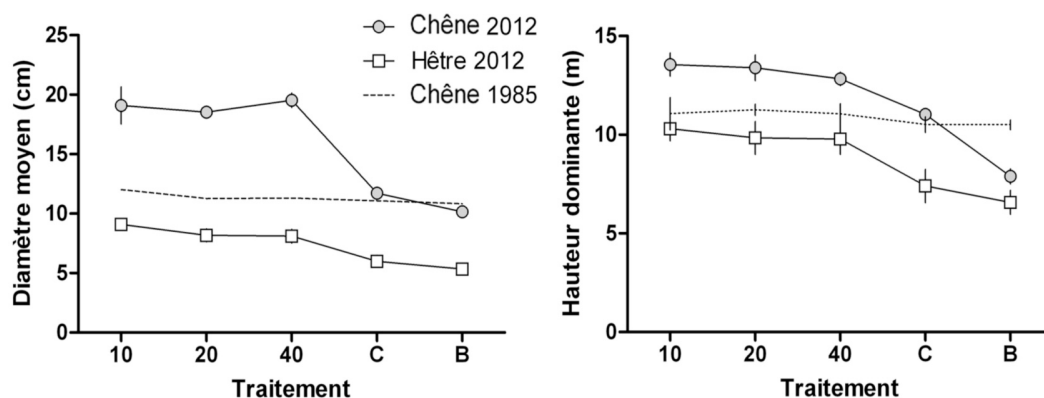 Diamètre moyen (cm)
25
20
15
10
5
0
10 20 40 C B
Traitement
Chêne 2012
Hêtre 2012
Chêne 1985
Hauteur dominante (m)
15
10
5
0
10 20 40 C B
Traitement